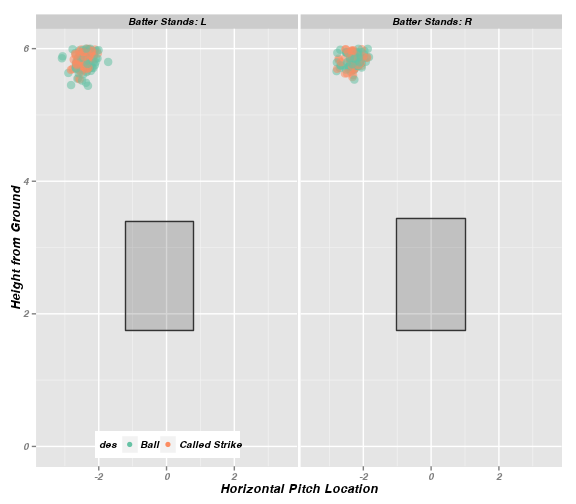 Batter Stands: L
Batter Stands: R
6
4
2
0
Height from Ground
des Ball Called Strike
-2 0 2 -2 0 2
Horizontal Pitch Location